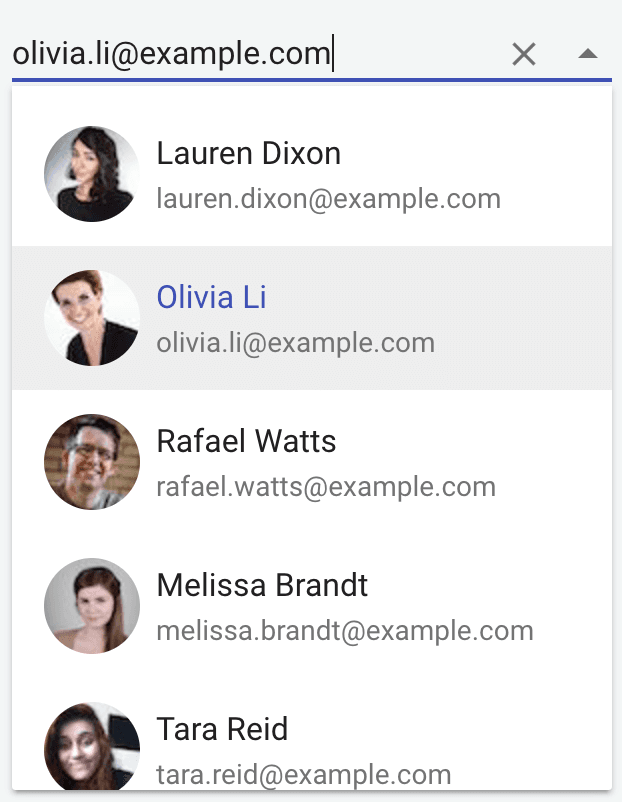 olivia.li@example.com
Lauren Dixon
lauren.dixon@example.com
Olivia Li
olivia.li@example.com
Rafael Watts
rafael.watts@example.com
Melissa Brandt
melissa.brandt@example.com
Tara Reid
tara.reid@example.com